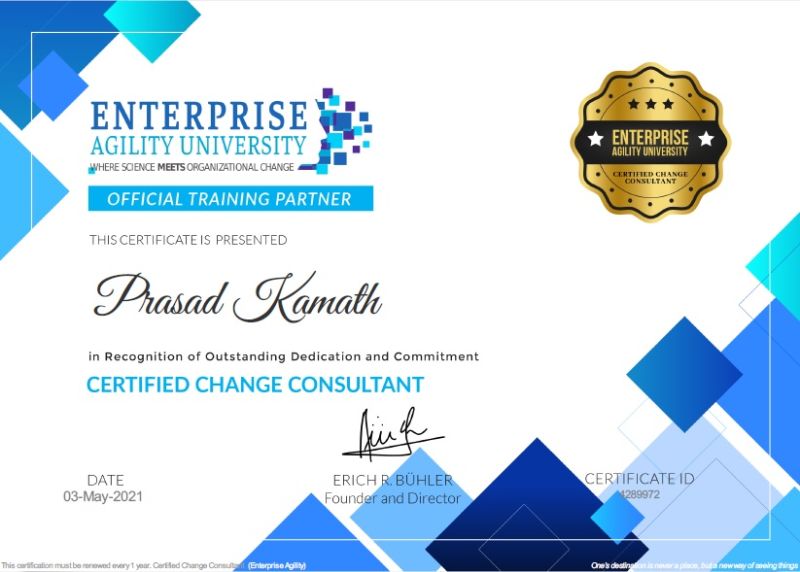 ENTERPRISE
AGILITY UNIVERSITY
WHERE SCIENCE MEETS ORGANIZATIONAL CHANGE
OFFICIAL TRAINING PARTNER
ENTERPRISE
AGILITY UNIVERSITY
CERTIFIED CHANGE
CONSULTANT
THIS CERTIFICATE IS PRESENTED
Prasad Kamath
in Recognition of Outstanding Dedication and Commitment
CERTIFIED CHANGE CONSULTANT
DATE
03-May-2021
ERICH R. BÜHLER
Founder and Director
CERTIFICATE ID
4289972
This certification must be renewed every 1 year. Certified Change Consultant (Enterprise Agility)
One's destination is never a place, but a new way of seeing things